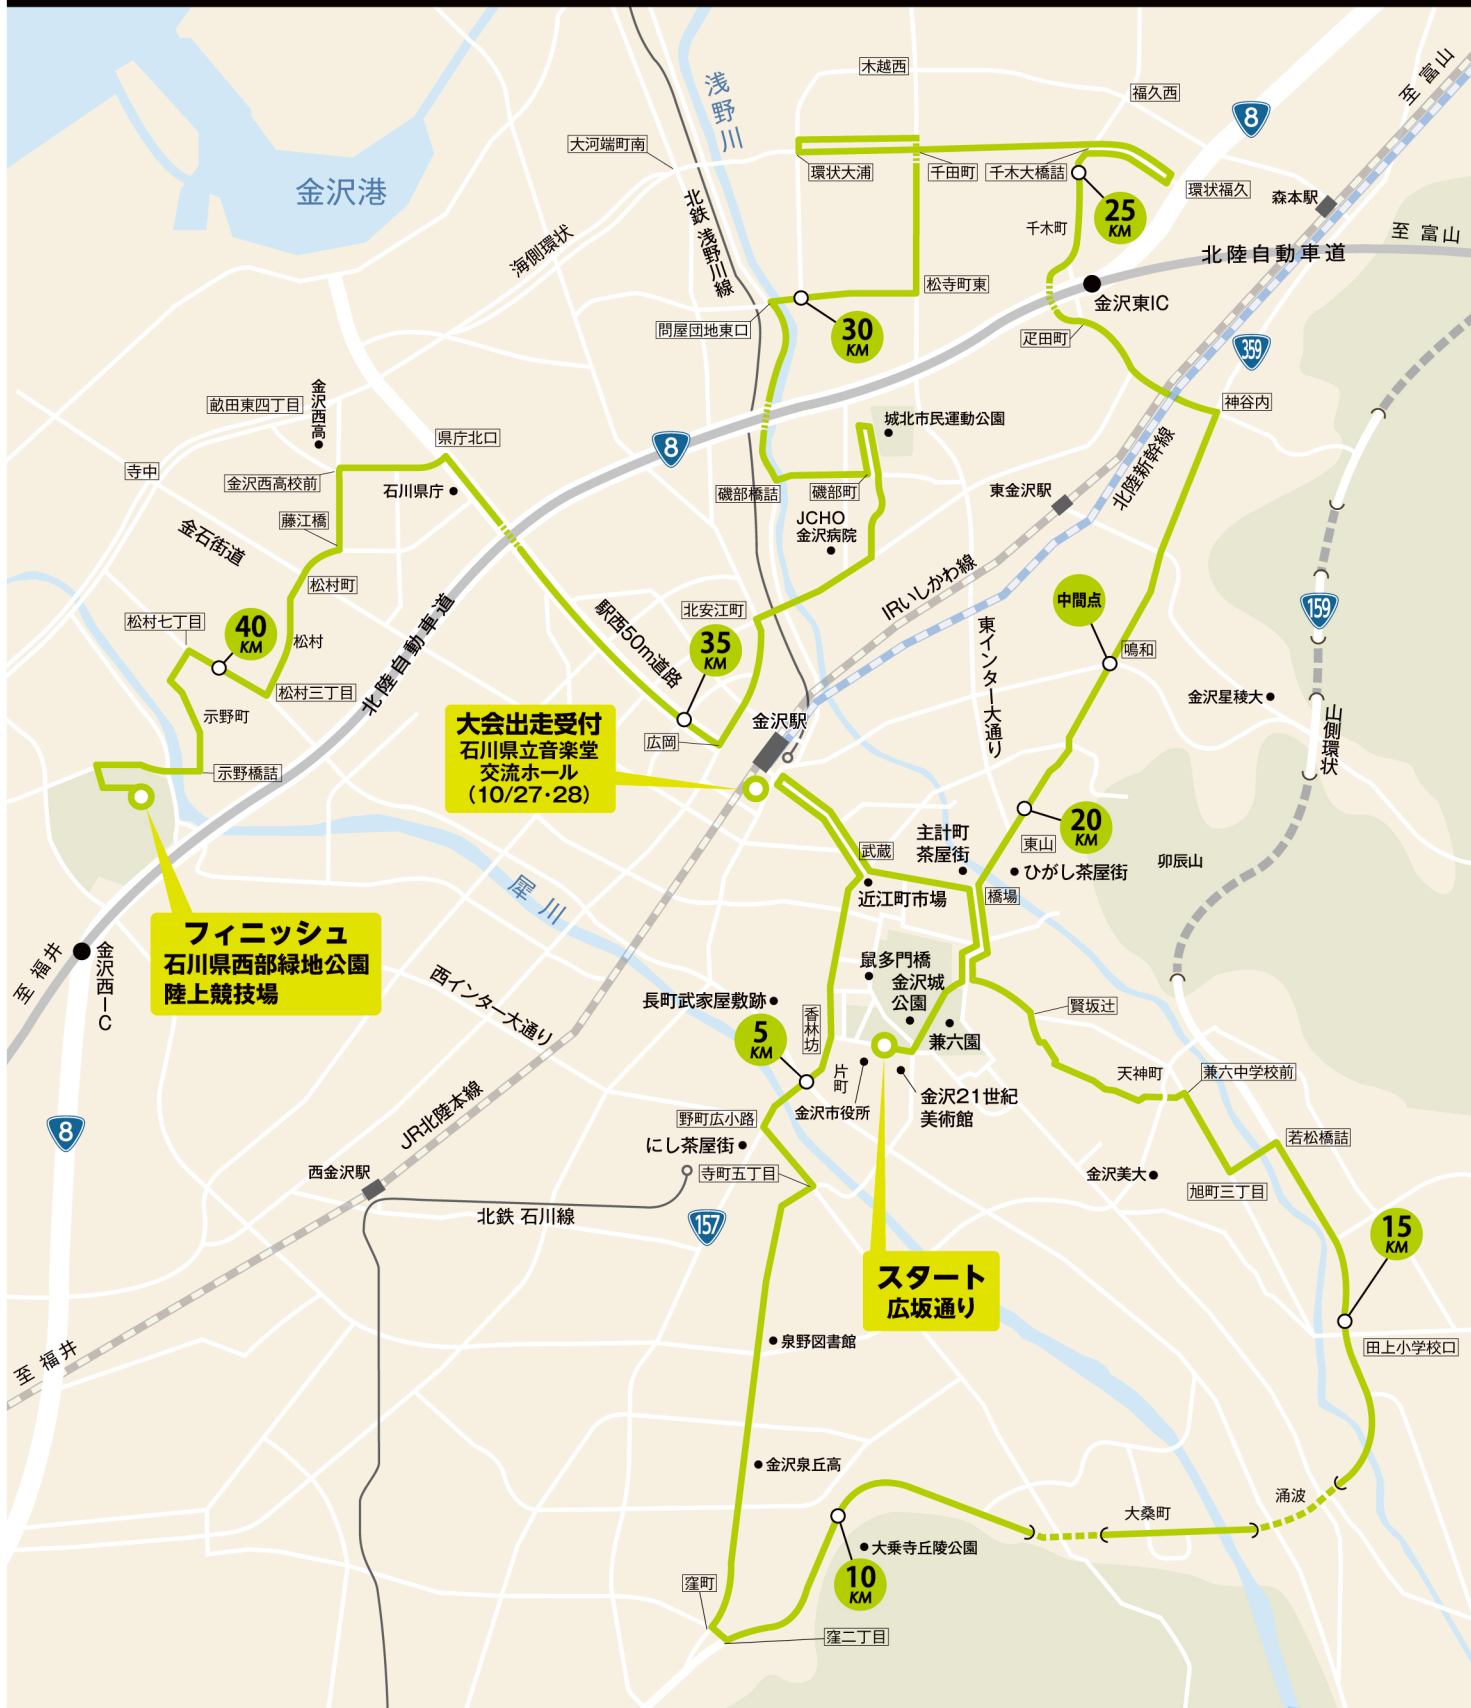 木越西
浅野川
8
福久西
至 富山
大河端町南
環状大浦
千田町
千木大橋詰
環状福久
金沢港
森本駅
25
KM
北鉄 浅野川線
千木町
至 富山
海側環状
北陸自動車道
松寺町東
金沢東IC
問屋団地東口
30
KM
疋田町
359
金沢西高
畝田東四丁目
神谷内
城北市民運動公園
8
県庁北口
寺中
金沢西高校前
石川県庁
磯部橋詰
磯部町
東金沢駅
北陸新幹線
藤江橋
JCHO
金沢病院
金石街道
松村町
IRいしかわ線
北陸自動車道
駅西50m道路
北安江町
中間点
159
松村七丁目
40
KM
松村
35
KM
東インター大通り
鳴和
松村三丁目
金沢星稜大
示野町
大会出走受付
石川県立音楽堂
交流ホール
(10/27・28)
金沢駅
広岡
山側環状
示野橋詰
主計町
茶屋街
20
KM
東山
武蔵
卯辰山
ひがし茶屋街
犀川
近江町市場
橋場
フィニッシュ
石川県西部緑地公園
陸上競技場
至 福井
金沢西IC
鼠多門橋
金沢城
公園
西インター大通り
長町武家屋敷跡
香林坊
賢坂辻
5
KM
兼六園
片町
天神町
兼六中学校前
金沢21世紀
美術館
金沢市役所
JR北陸本線
8
野町広小路
にし茶屋街
若松橋詰
西金沢駅
寺町五丁目
金沢美大
旭町三丁目
北鉄 石川線
157
15
KM
スタート
広坂通り
泉野図書館
田上小学校口
至 福井
金沢泉丘高
涌波
大桑町
大乗寺丘陵公園
10
KM
窪町
窪二丁目